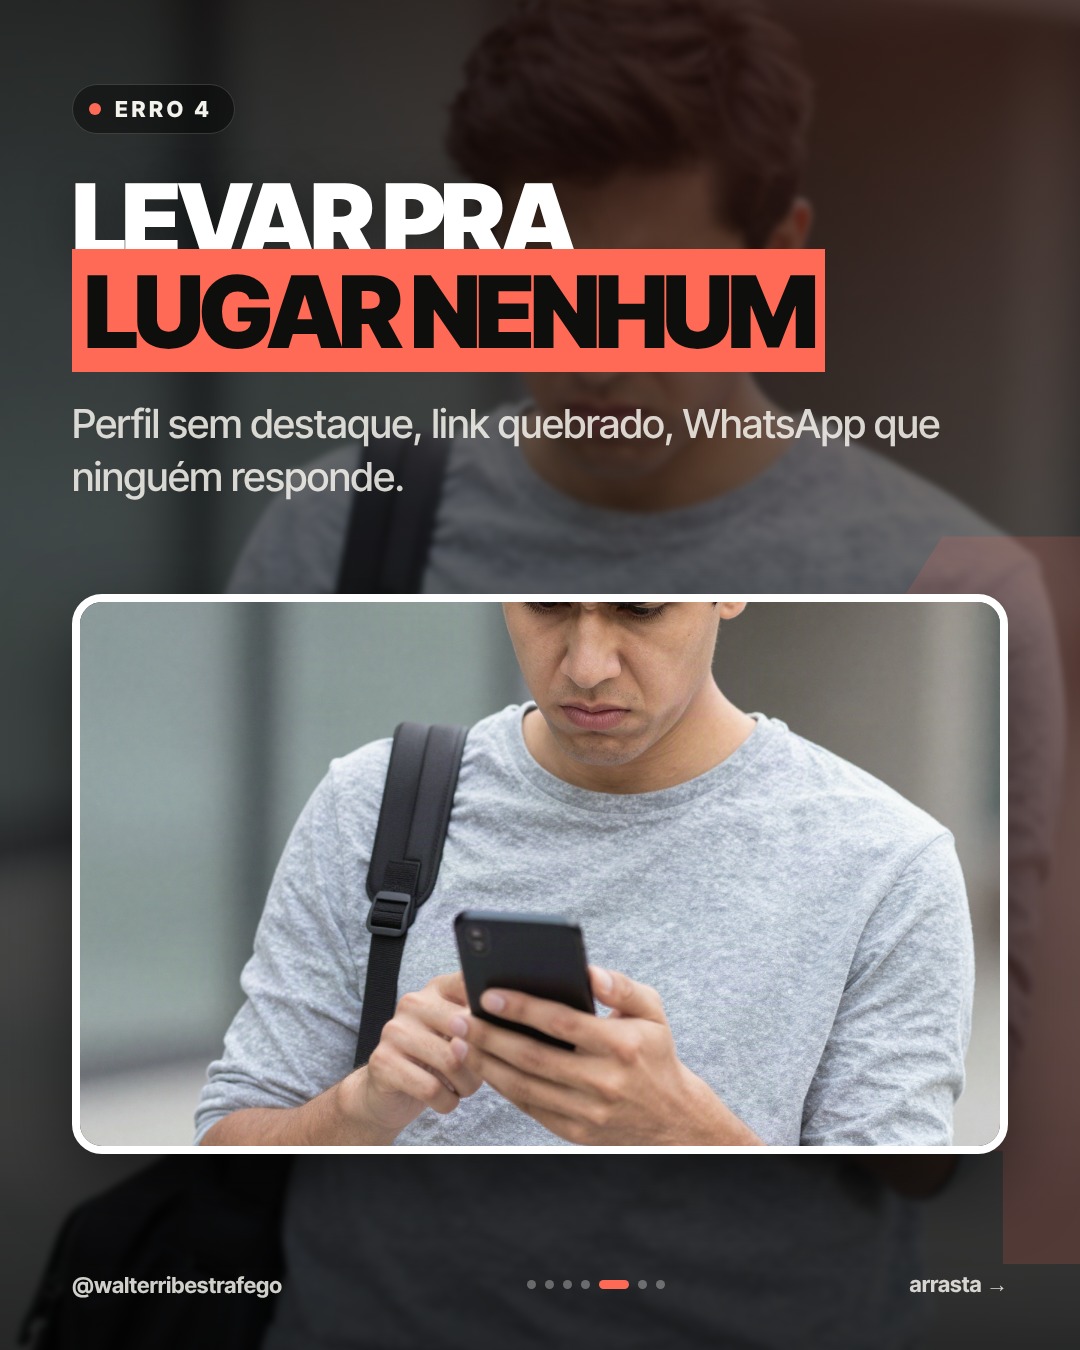 ERRO 4
LEVAR PRA
LUGAR NENHUM
Perfil sem destaque, link quebrado, WhatsApp que
ninguém responde.
@walterribestrafego
arrasta →